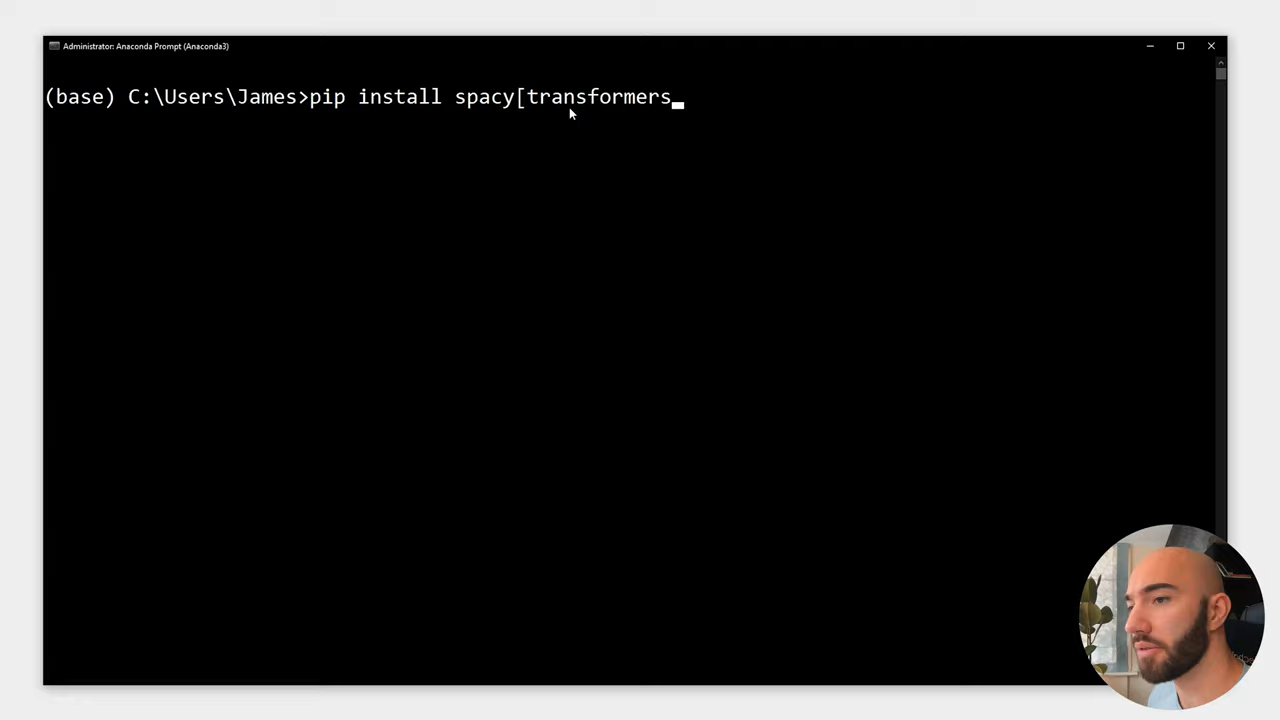 Administrator: Anaconda Prompt (Anaconda3)
(base) C:\Users\James>pip install spacy[transformers